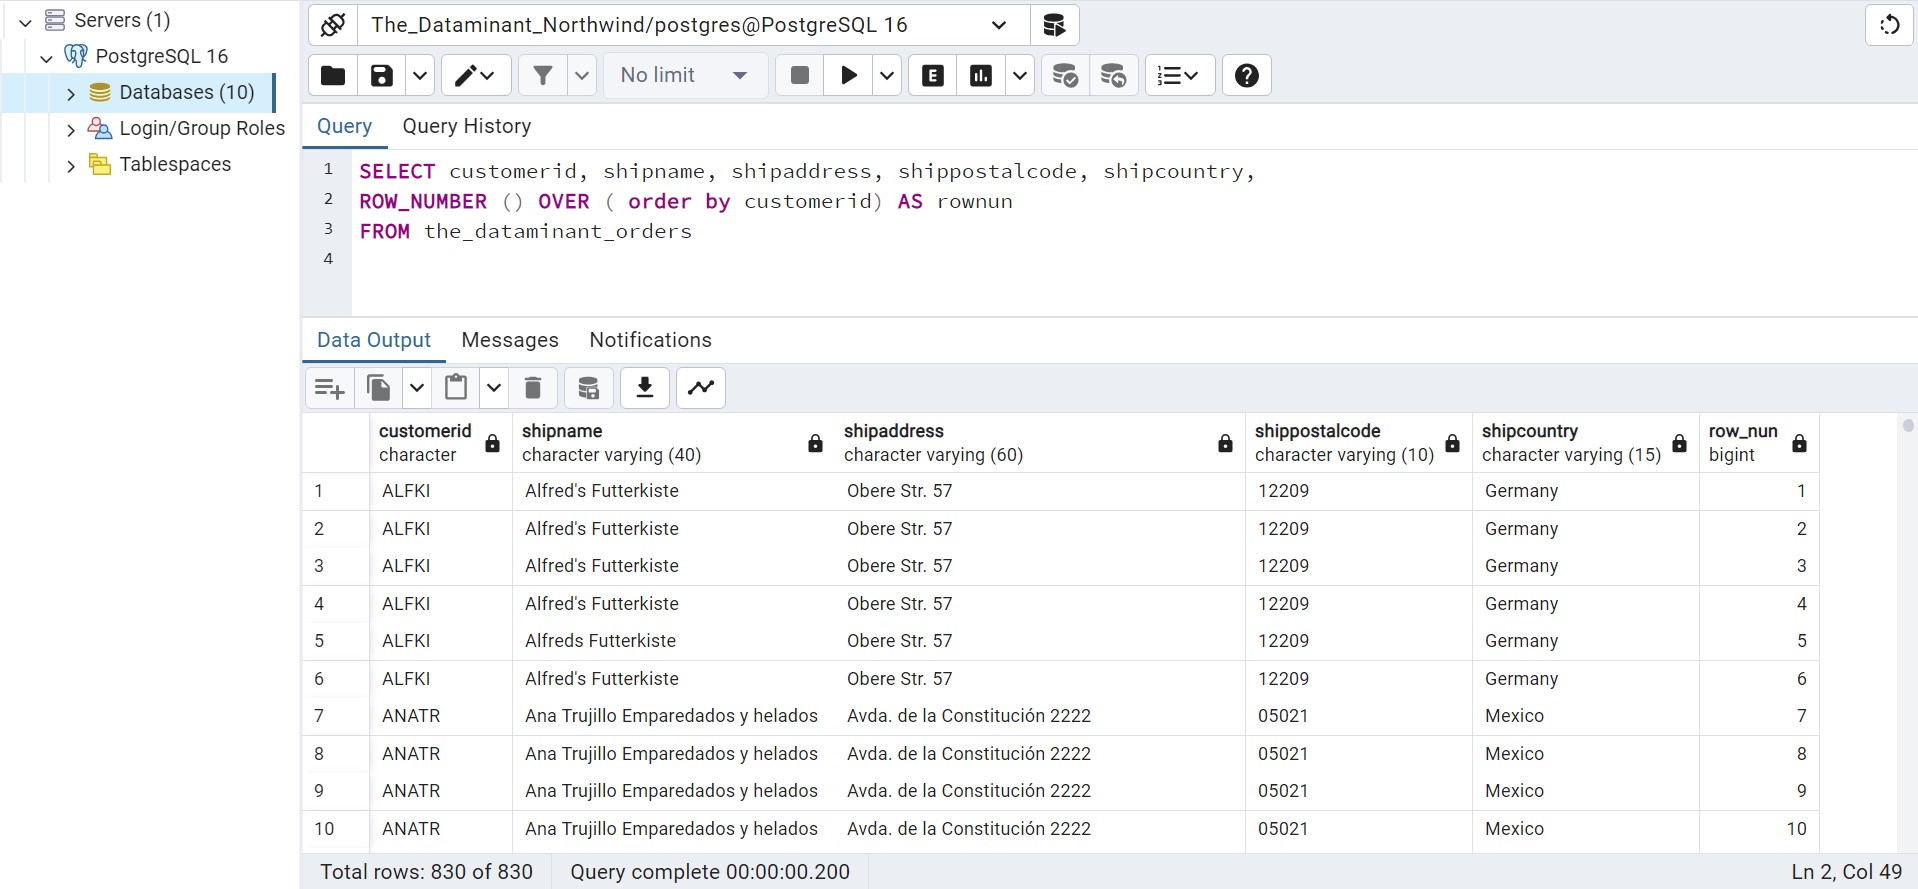 Servers (1)
PostgreSQL 16
Databases (10)
Login/Group Roles
Tablespaces
The_Dataminant_Northwind/postgres@PostgreSQL 16
No limit
E
Query Query History
1 SELECT customerid, shipname, shipaddress, shippostalcode, shipcountry,
2 ROW_NUMBER () OVER ( order by customerid) AS rownun
3 FROM the_dataminant_orders
4
Data Output Messages Notifications
customerid shipname shipaddress shippostalcode shipcountry row_nun
character character varying (40) character varying (60) character varying (10) character varying (15) bigint
1 ALFKI Alfred's Futterkiste Obere Str. 57 12209 Germany 1
2 ALFKI Alfred's Futterkiste Obere Str. 57 12209 Germany 2
3 ALFKI Alfred's Futterkiste Obere Str. 57 12209 Germany 3
4 ALFKI Alfred's Futterkiste Obere Str. 57 12209 Germany 4
5 ALFKI Alfreds Futterkiste Obere Str. 57 12209 Germany 5
6 ALFKI Alfred's Futterkiste Obere Str. 57 12209 Germany 6
7 ANATR Ana Trujillo Emparedados y helados Avda. de la Constitución 2222 05021 Mexico 7
8 ANATR Ana Trujillo Emparedados y helados Avda. de la Constitución 2222 05021 Mexico 8
9 ANATR Ana Trujillo Emparedados y helados Avda. de la Constitución 2222 05021 Mexico 9
10 ANATR Ana Trujillo Emparedados y helados Avda. de la Constitución 2222 05021 Mexico 10
Total rows: 830 of 830 Query complete 00:00:00.200 Ln 2, Col 49